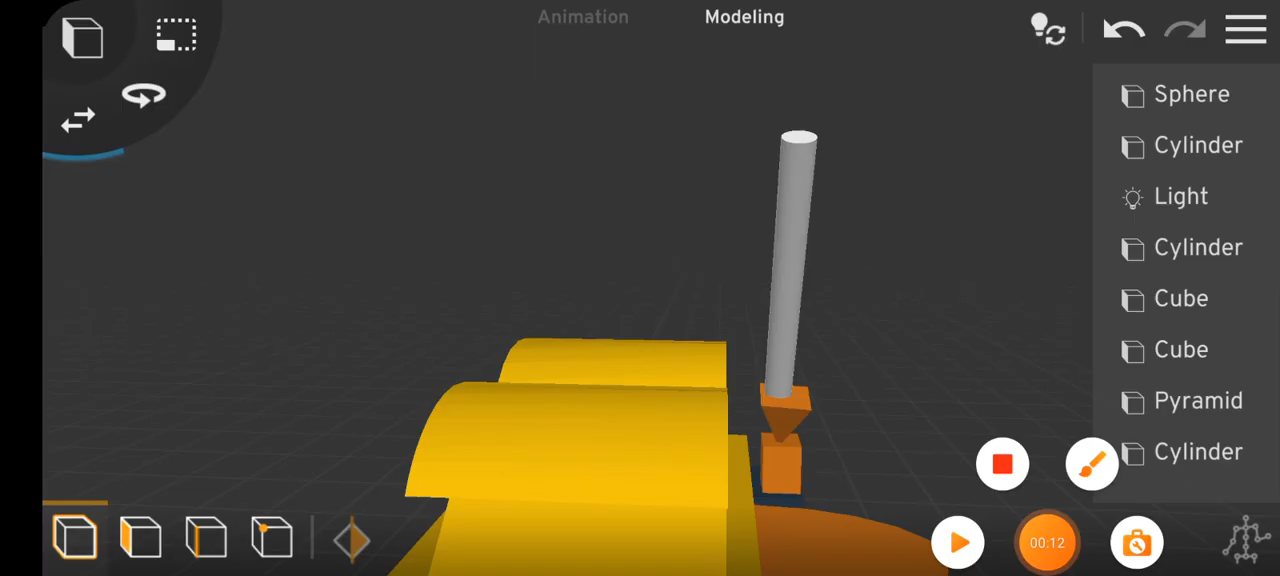 Animation
Modeling
Sphere
Cylinder
Light
Cylinder
Cube
Cube
Pyramid
Cylinder
00:12